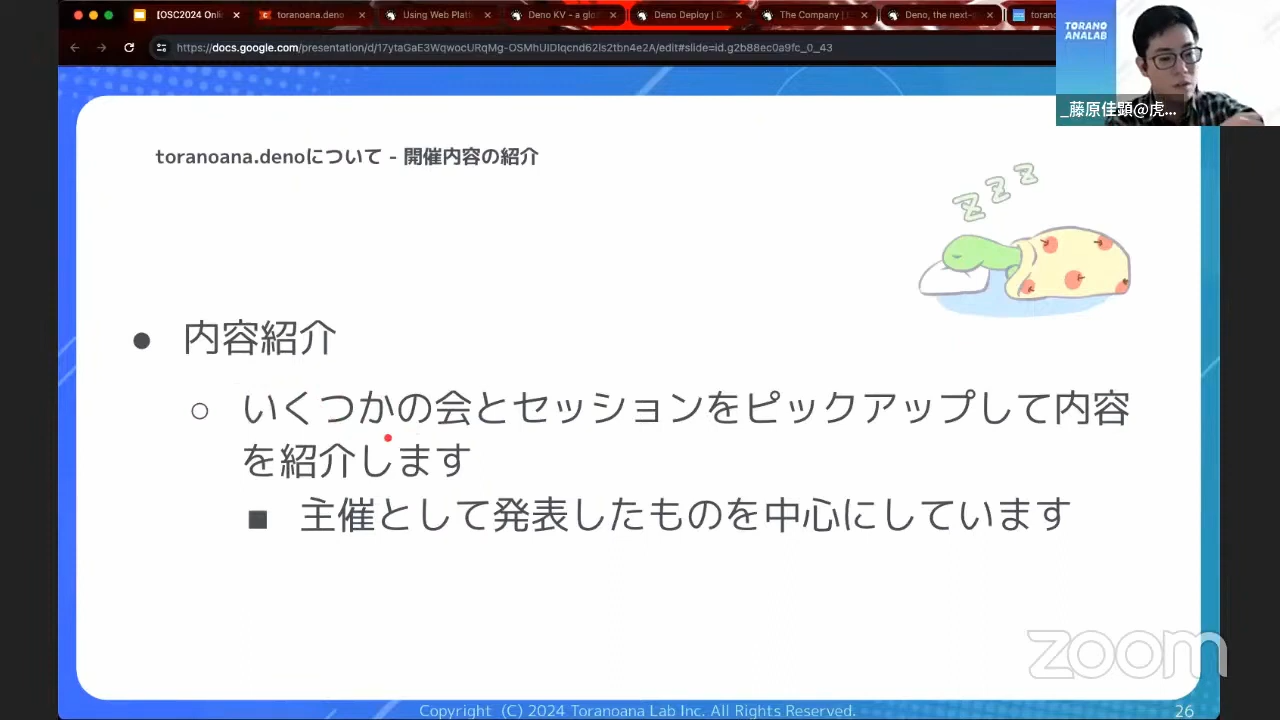 [OSC2024 Onli
toranoana.deno
Using Web Platf
Deno KV - a glo
Deno Deploy | D
The Company |
Deno, the next-
torano
https://docs.google.com/presentation/d/17ytaGaE3WqwocURqMg-OSMhUIDIqcnd62Is2tbn4e2A/edit#slide=id.g2b88ec0a9fc_0_43
TORANO
ANALAB
_藤原佳顕@虎...
toranoana.denoについて - 開催内容の紹介
z z z
● 内容紹介
○ いくつかの会とセッションをピックアップして内容
を紹介します
■ 主催として発表したものを中心にしています
zoom
Copyright (C) 2024 Toranoana Lab Inc. All Rights Reserved.
26